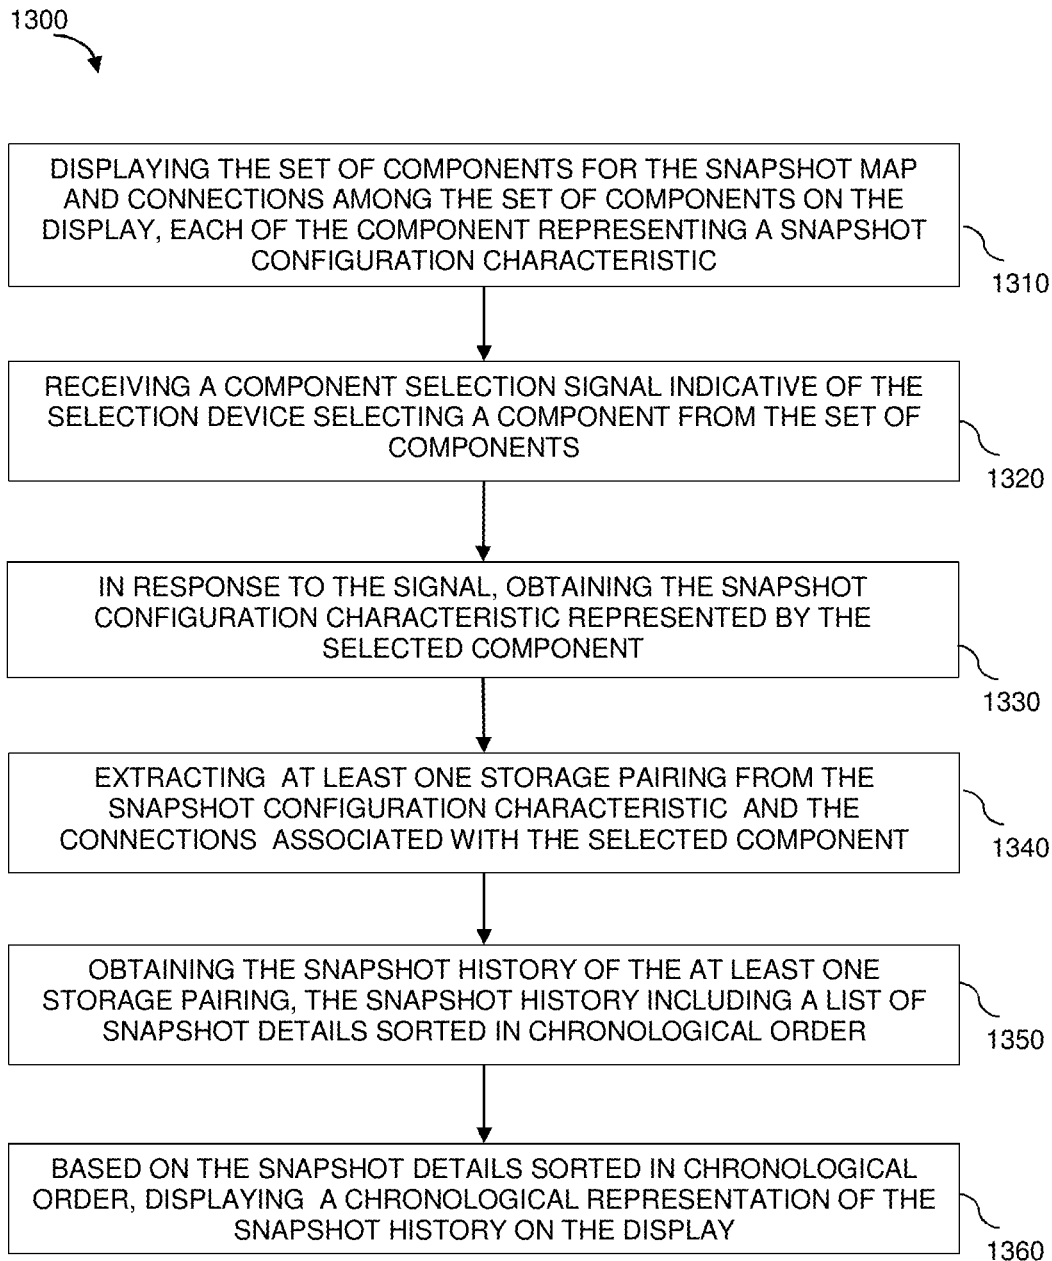 1300
DISPLAYING THE SET OF COMPONENTS FOR THE SNAPSHOT MAP
AND CONNECTIONS AMONG THE SET OF COMPONENTS ON THE
DISPLAY, EACH OF THE COMPONENT REPRESENTING A SNAPSHOT
CONFIGURATION CHARACTERISTIC
1310
RECEIVING A COMPONENT SELECTION SIGNAL INDICATIVE OF THE
SELECTION DEVICE SELECTING A COMPONENT FROM THE SET OF
COMPONENTS
1320
IN RESPONSE TO THE SIGNAL, OBTAINING THE SNAPSHOT
CONFIGURATION CHARACTERISTIC REPRESENTED BY THE
SELECTED COMPONENT
1330
EXTRACTING AT LEAST ONE STORAGE PAIRING FROM THE
SNAPSHOT CONFIGURATION CHARACTERISTIC AND THE
CONNECTIONS ASSOCIATED WITH THE SELECTED COMPONENT
1340
OBTAINING THE SNAPSHOT HISTORY OF THE AT LEAST ONE
STORAGE PAIRING, THE SNAPSHOT HISTORY INCLUDING A LIST OF
SNAPSHOT DETAILS SORTED IN CHRONOLOGICAL ORDER
1350
BASED ON THE SNAPSHOT DETAILS SORTED IN CHRONOLOGICAL
ORDER, DISPLAYING A CHRONOLOGICAL REPRESENTATION OF THE
SNAPSHOT HISTORY ON THE DISPLAY
1360